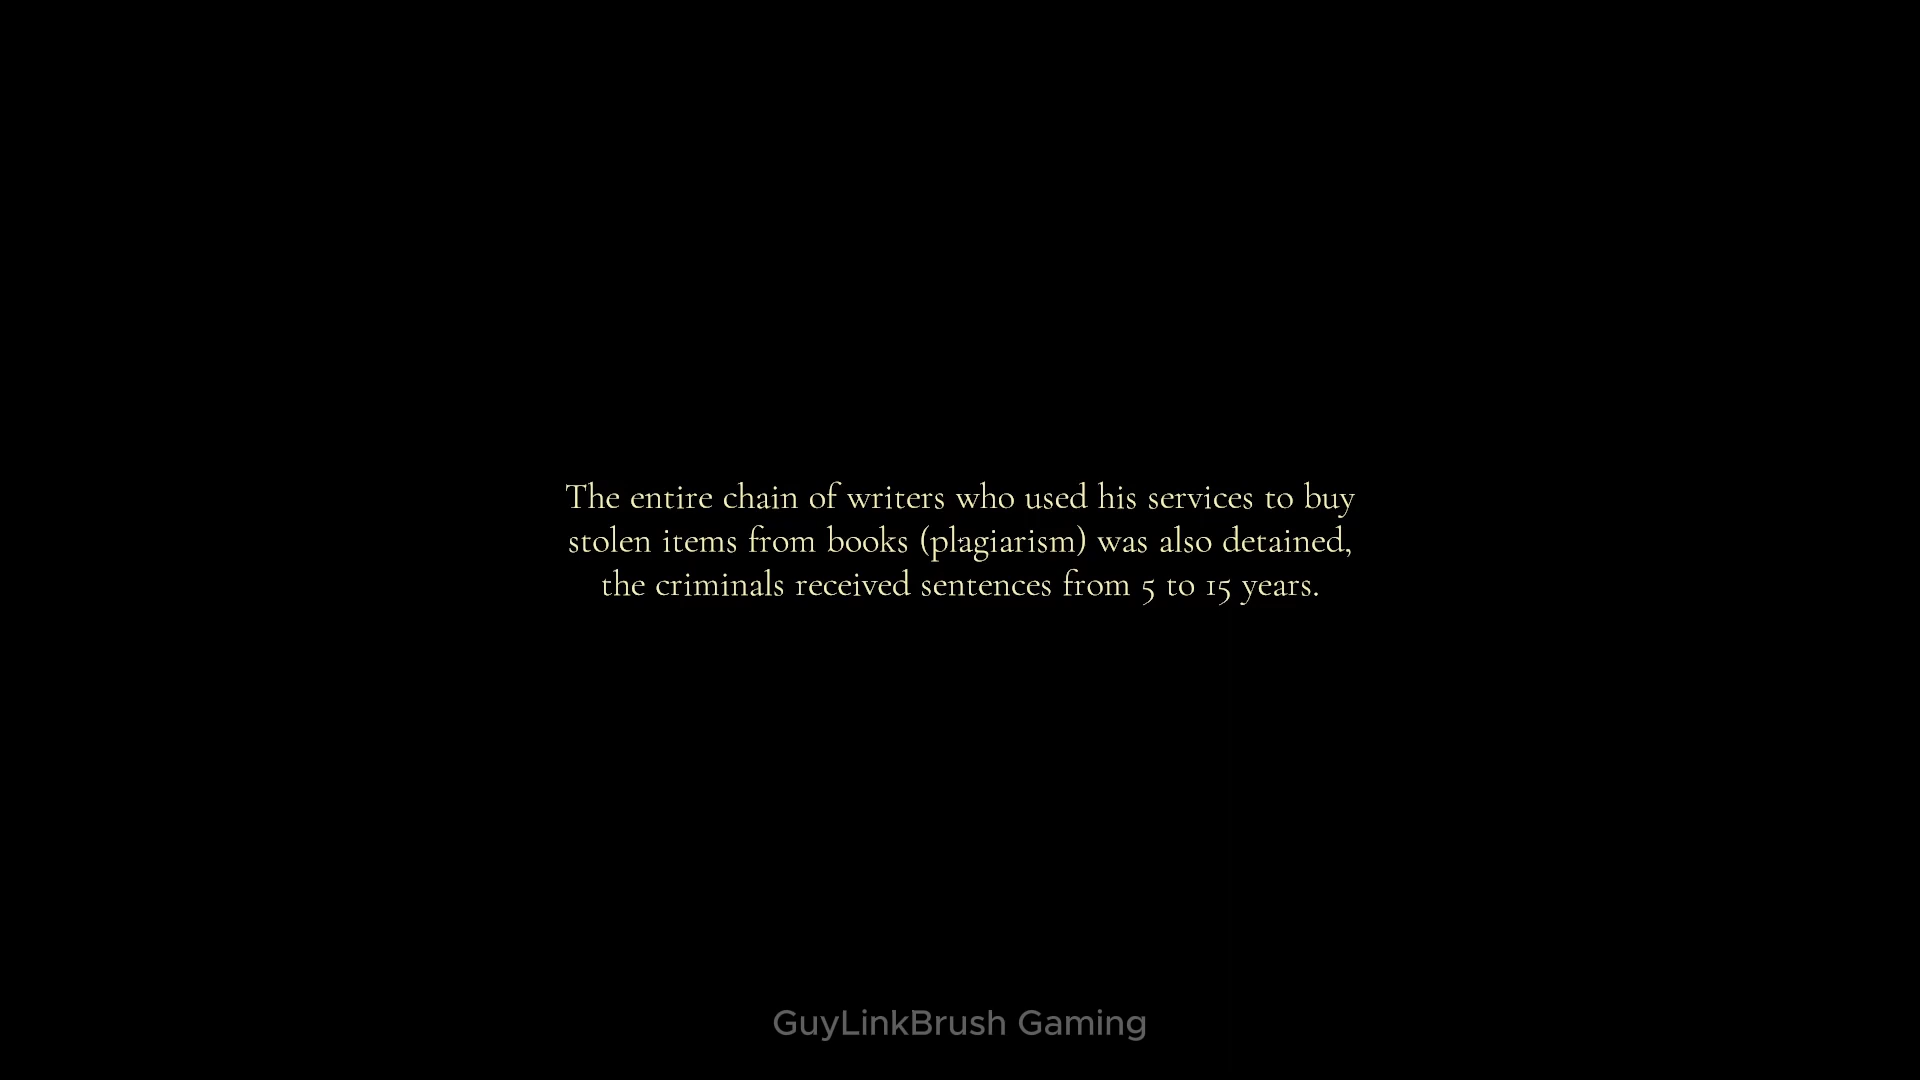 The entire chain of writers who used his services to buy
stolen items from books (plagiarism) was also detained,
the criminals received sentences from 5 to 15 years.
GuyLinkBrush Gaming